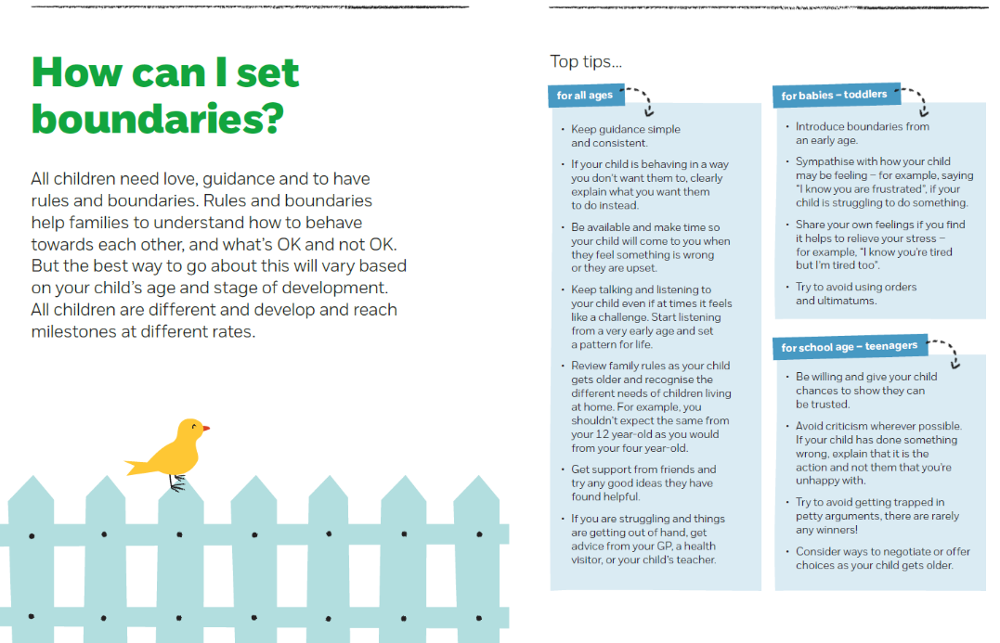 How can I set
boundaries?
All children need love, guidance and to have
rules and boundaries. Rules and boundaries
help families to understand how to behave
towards each other, and what's OK and not OK.
But the best way to go about this will vary based
on your child's age and stage of development.
All children are different and develop and reach
milestones at different rates.
Top tips...
for all ages
• Keep guidance simple
and consistent.
• If your child is behaving in a way
you don't want them to, clearly
explain what you want them
to do instead.
• Be available and make time so
your child will come to you when
they feel something is wrong
or they are upset.
• Keep talking and listening to
your child even if at times it feels
like a challenge. Start listening
from a very early age and set
a pattern for life.
• Review family rules as your child
gets older and recognise the
different needs of children living
at home. For example, you
shouldn't expect the same from
your 12 year-old as you would
from your four year-old.
• Get support from friends and
try any good ideas they have
found helpful.
• If you are struggling and things
are getting out of hand, get
advice from your GP, a health
visitor, or your child's teacher.
for babies – toddlers
• Introduce boundaries from
an early age.
• Sympathise with how your child
may be feeling – for example, saying
"I know you are frustrated", if your
child is struggling to do something.
• Share your own feelings if you find
it helps to relieve your stress –
for example, "I know you're tired
but I'm tired too".
• Try to avoid using orders
and ultimatums.
for school age – teenagers
• Be willing and give your child
chances to show they can
be trusted.
• Avoid criticism wherever possible.
If your child has done something
wrong, explain that it is the
action and not them that you're
unhappy with.
• Try to avoid getting trapped in
petty arguments, there are rarely
any winners!
• Consider ways to negotiate or offer
choices as your child gets older.